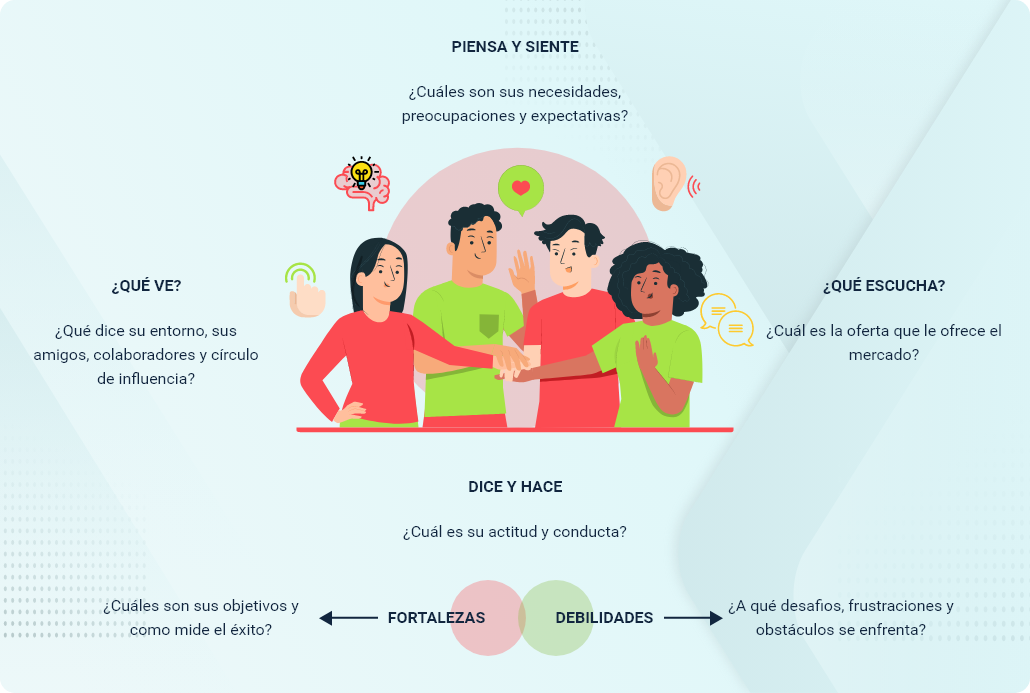 PIENSA Y SIENTE
¿Cuáles son sus necesidades,
preocupaciones y expectativas?
¿QUÉ VE?
¿Qué dice su entorno, sus
amigos, colaboradores y círculo
de influencia?
¿QUÉ ESCUCHA?
¿Cuál es la oferta que le ofrece el
mercado?
DICE Y HACE
¿Cuál es su actitud y conducta?
¿Cuáles son sus objetivos y
como mide el éxito?
FORTALEZAS
DEBILIDADES
¿A qué desafios, frustraciones y
obstáculos se enfrenta?